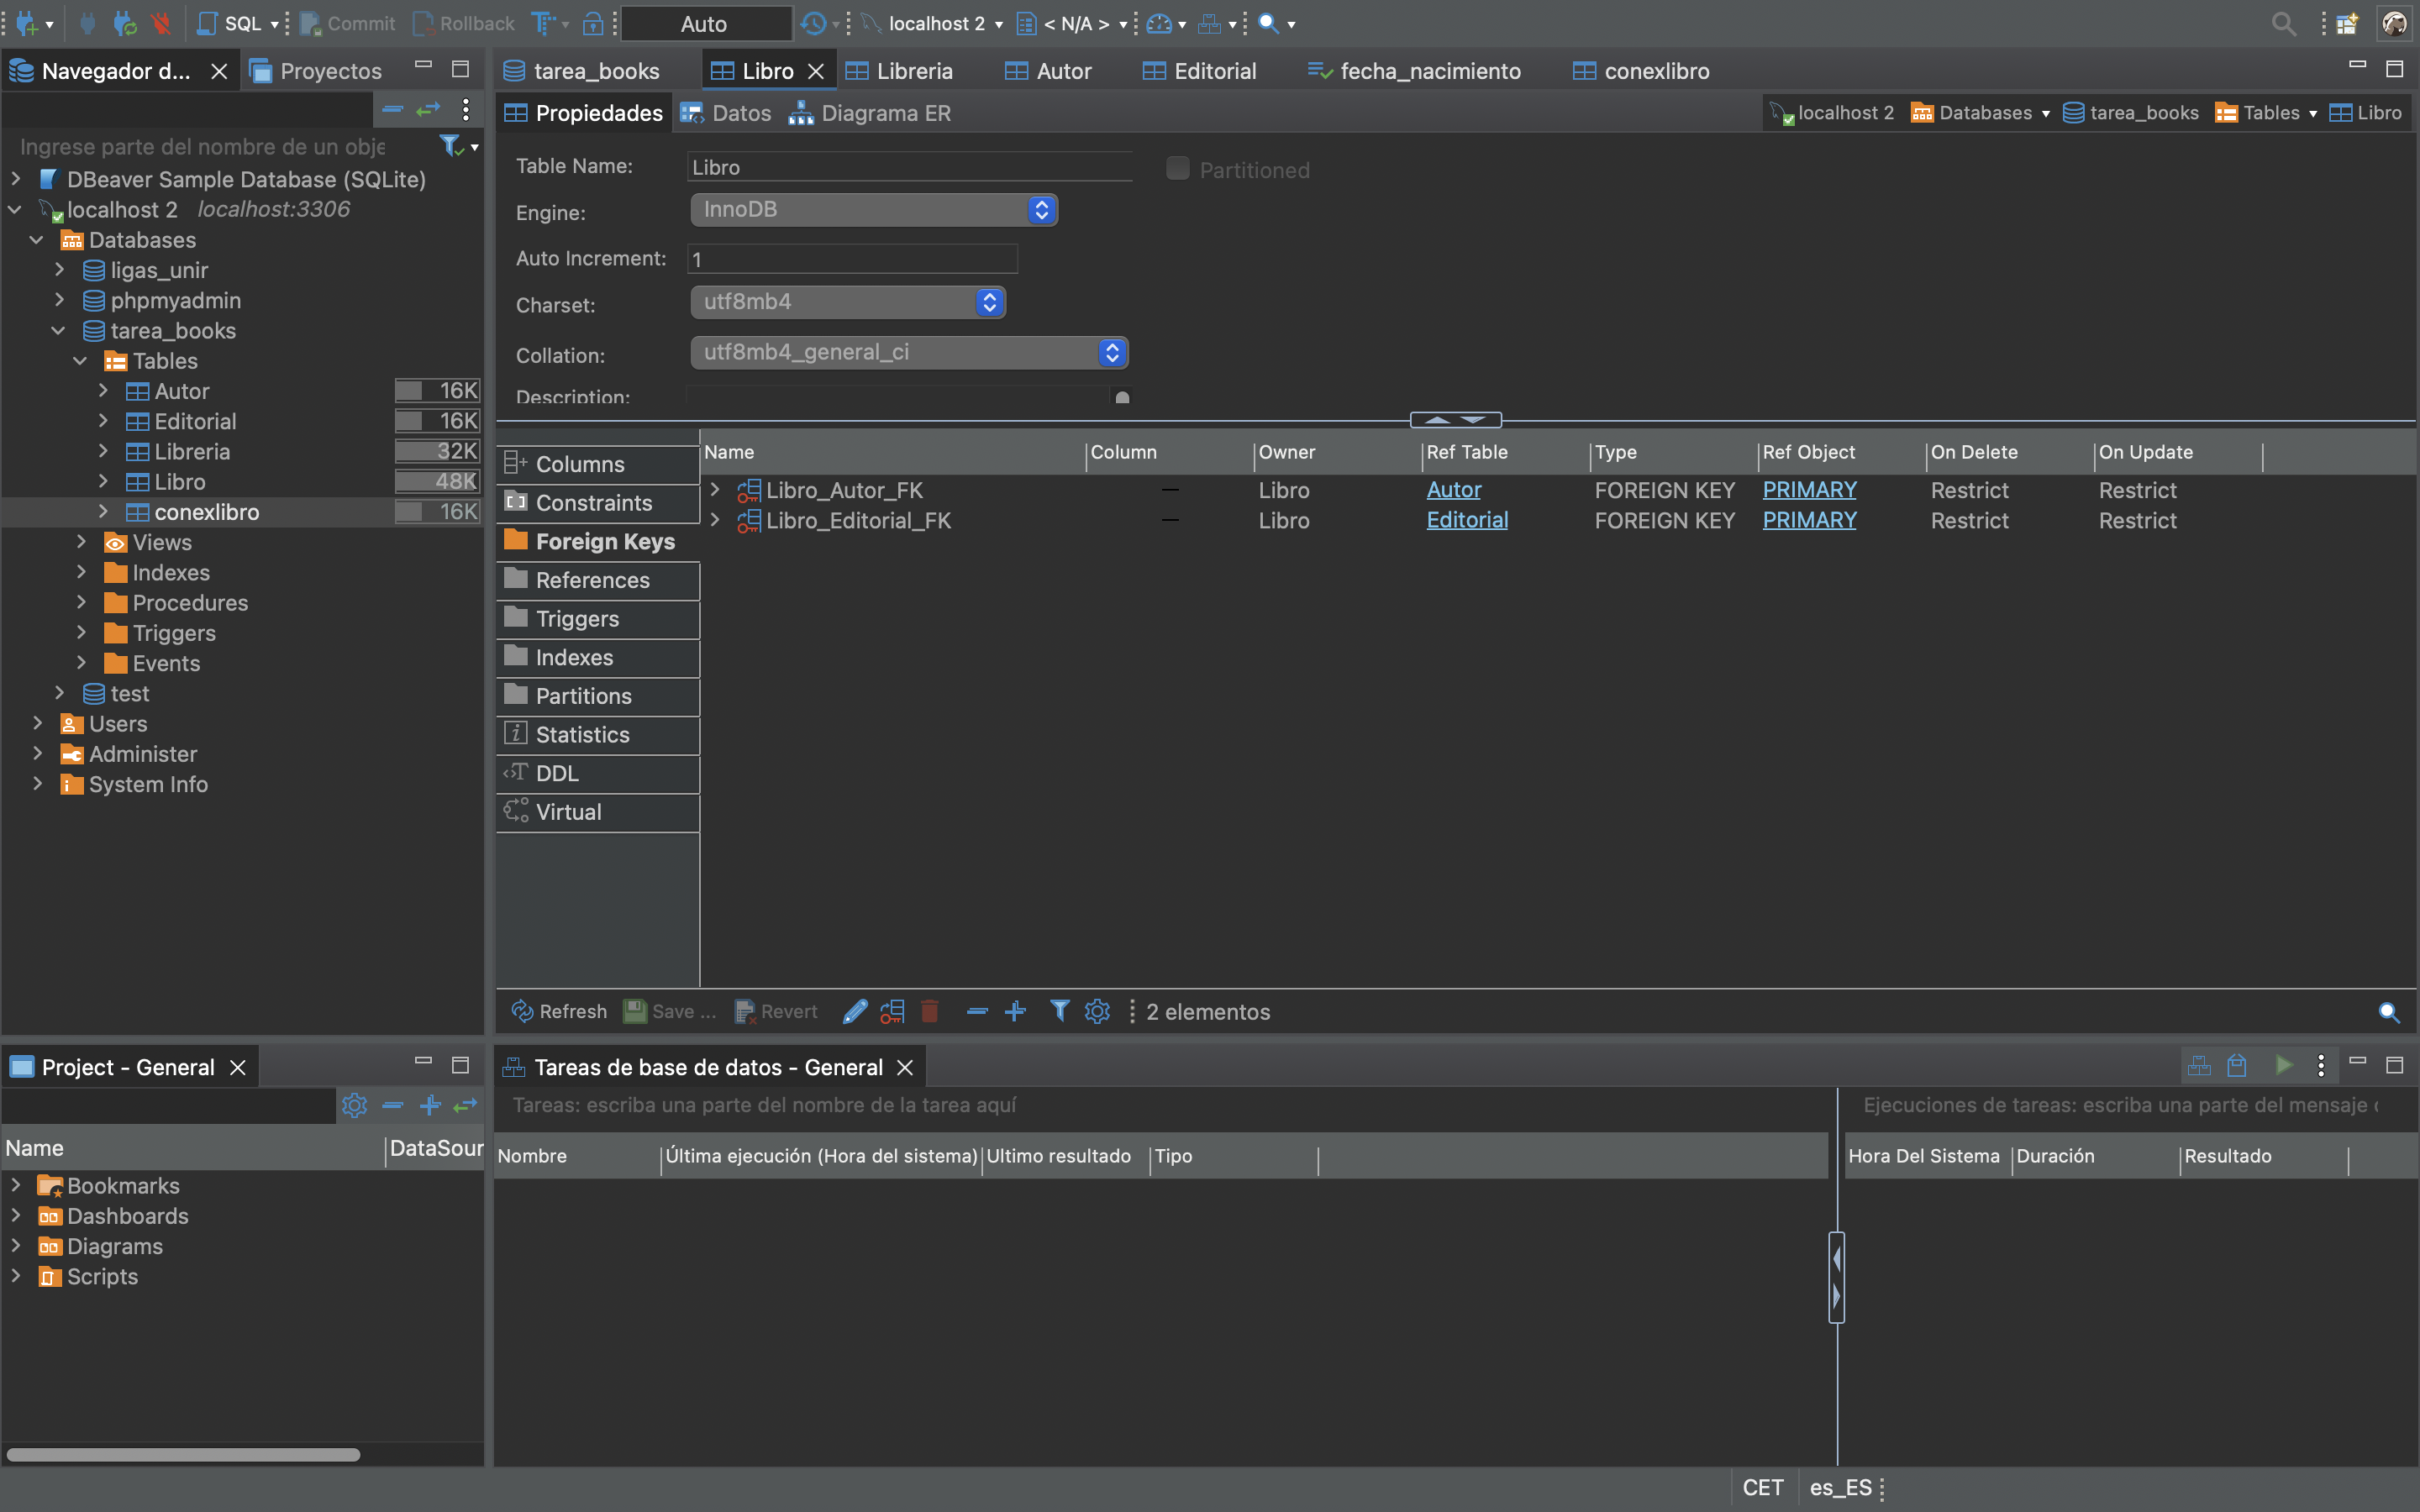 SQL Commit Rollback Auto localhost 2 < N/A >
Navegador d... Proyectos
Ingrese parte del nombre de un obje
DBeaver Sample Database (SQLite)
localhost 2 localhost:3306
Databases
ligas_unir
phpmyadmin
tarea_books
Tables
Autor 16K
Editorial 16K
Libreria 32K
Libro 48K
conexlibro 16K
Views
Indexes
Procedures
Triggers
Events
test
Users
Administer
System Info
tarea_books Libro Libreria Autor Editorial fecha_nacimiento conexlibro
Propiedades Datos Diagrama ER
localhost 2 Databases tarea_books Tables Libro
Table Name: Libro Partitioned
Engine: InnoDB
Auto Increment: 1
Charset: utf8mb4
Collation: utf8mb4_general_ci
Description:
Columns
Constraints
Foreign Keys
References
Triggers
Indexes
Partitions
Statistics
DDL
Virtual
Name Column Owner Ref Table Type Ref Object On Delete On Update
Libro_Autor_FK Libro Autor FOREIGN KEY PRIMARY Restrict Restrict
Libro_Editorial_FK Libro Editorial FOREIGN KEY PRIMARY Restrict Restrict
Refresh Save ... Revert 2 elementos
Project - General
Name DataSour
Bookmarks
Dashboards
Diagrams
Scripts
Tareas de base de datos - General
Tareas: escriba una parte del nombre de la tarea aquí
Nombre Última ejecución (Hora del sistema) Ultimo resultado Tipo
Ejecuciones de tareas: escriba una parte del mensaje
Hora Del Sistema Duración Resultado
CET es_ES